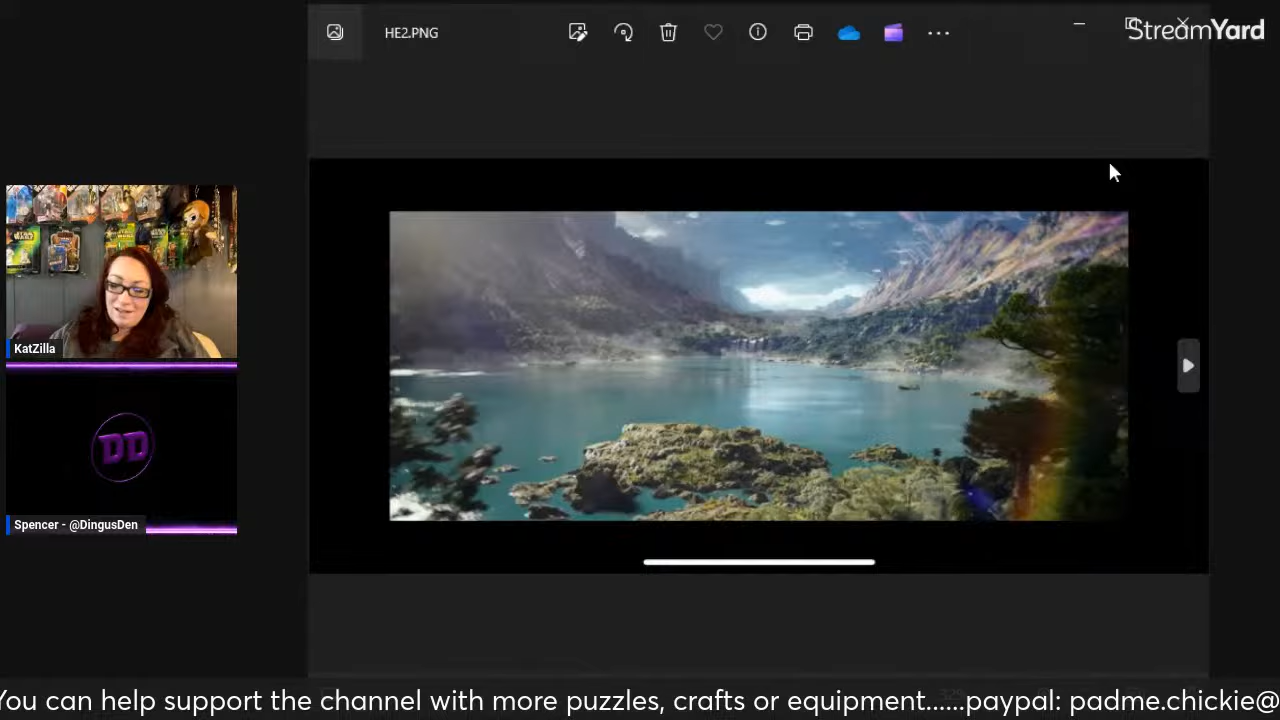 HE2.PNG
StreamYard
KatZilla
DD
Spencer - @DingusDen
You can help support the channel with more puzzles, crafts or equipment......paypal: padme.chickie@